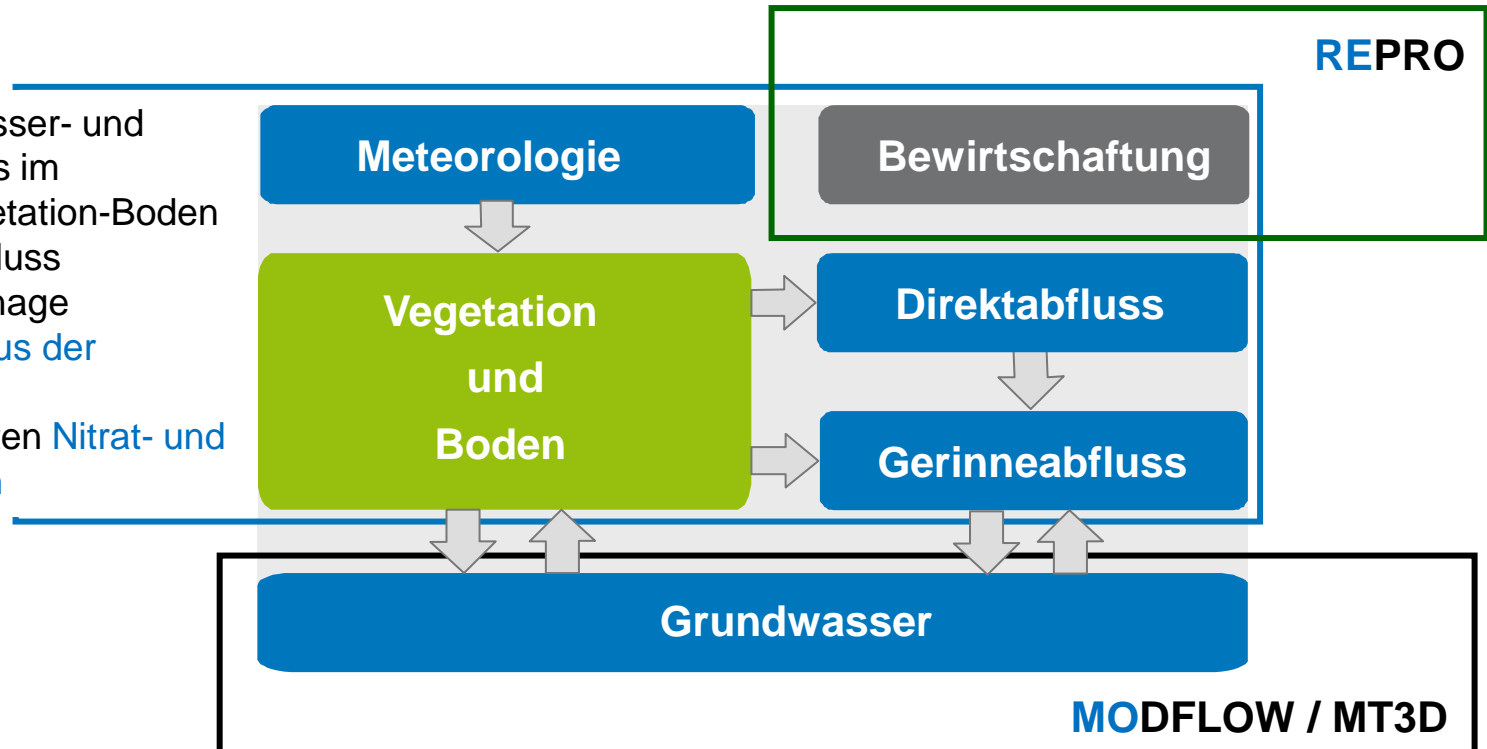 REPRO
sser- und
s im
etation-Boden
luss
nage
us der
ten Nitrat- und
Meteorologie
Bewirtschaftung
Vegetation
und
Boden
Direktabfluss
Gerinneabfluss
Grundwasser
MODFLOW / MT3D